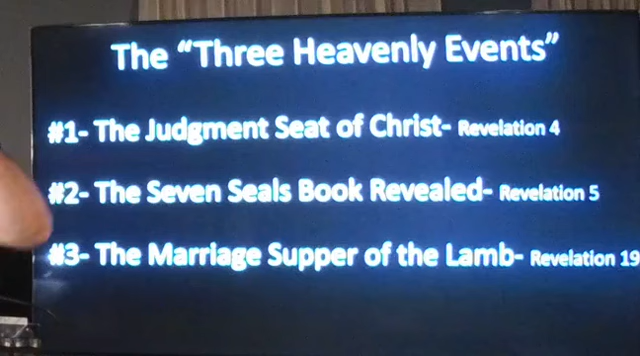 The “Three Heavenly Events”
#1- The Judgment Seat of Christ- Revelation 4
#2- The Seven Seals Book Revealed- Revelation 5
#3- The Marriage Supper of the Lamb- Revelation 19